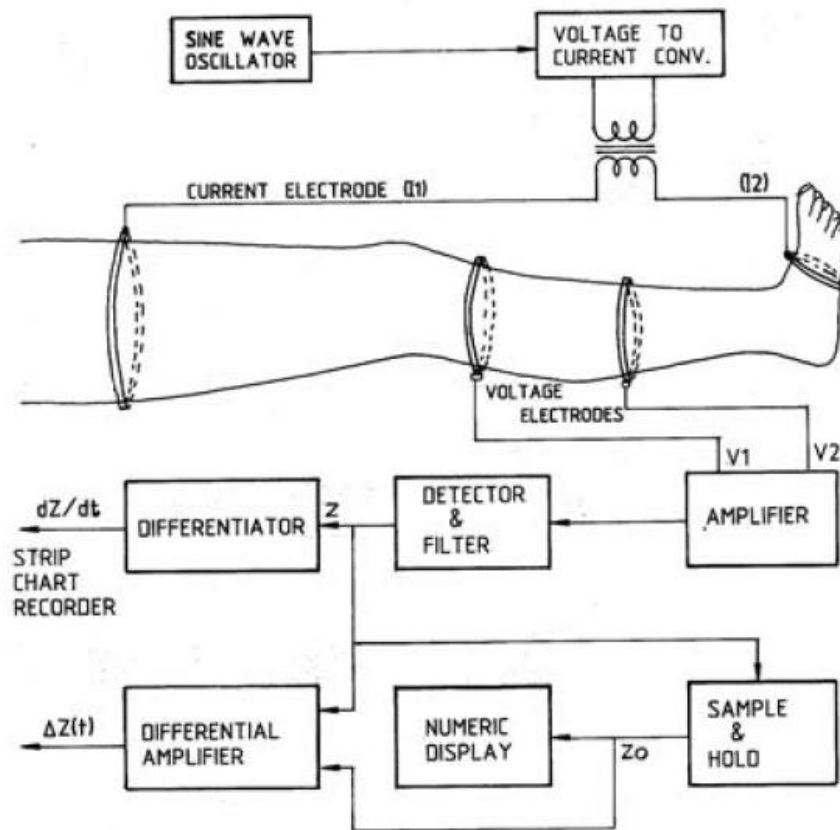 SINE WAVE
OSCILLATOR
VOLTAGE TO
CURRENT CONV.
CURRENT ELECTRODE (I1)
(I2)
VOLTAGE
ELECTRODES
V1
V2
dZ/dt
DIFFERENTIATOR
Z
DETECTOR
&
FILTER
AMPLIFIER
STRIP
CHART
RECORDER
ΔZ(t)
DIFFERENTIAL
AMPLIFIER
NUMERIC
DISPLAY
Zo
SAMPLE
&
HOLD